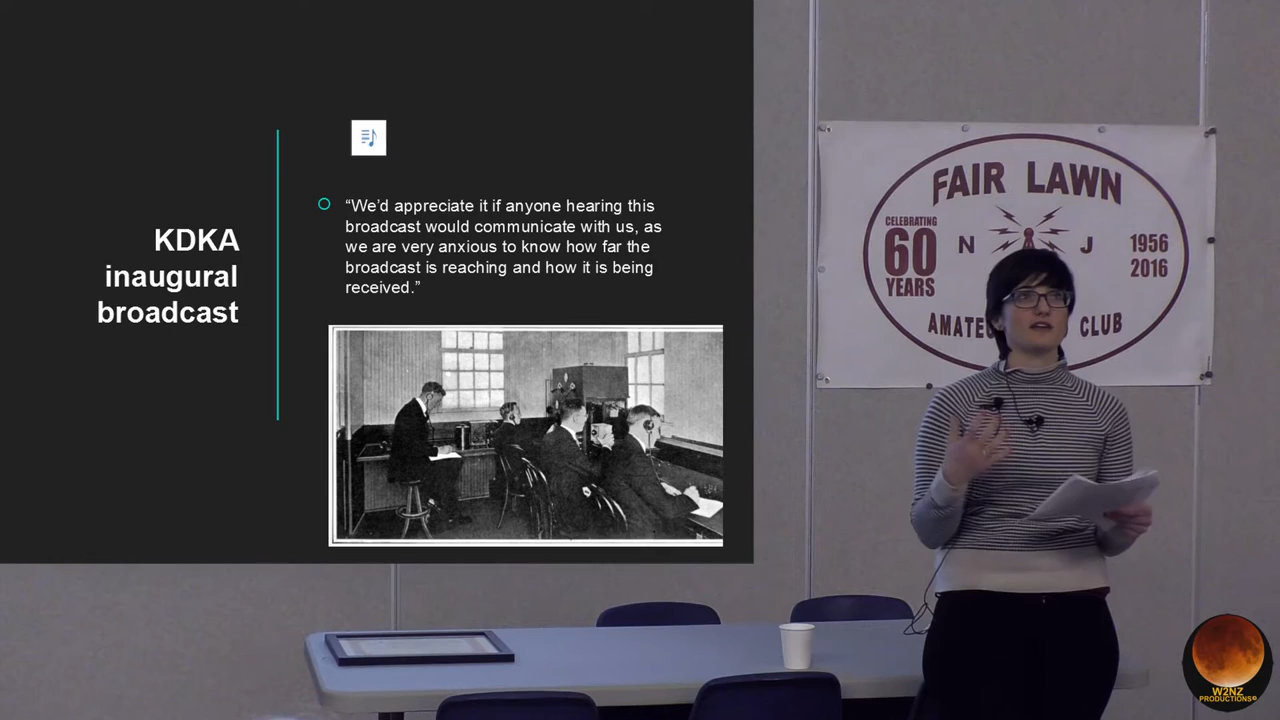 KDKA
inaugural
broadcast
“We’d appreciate it if anyone hearing this
broadcast would communicate with us, as
we are very anxious to know how far the
broadcast is reaching and how it is being
received.”
FAIR LAWN
CELEBRATING
60
YEARS
N J
1956
2016
CLUB
W2NZ
PRODUCTIONS©